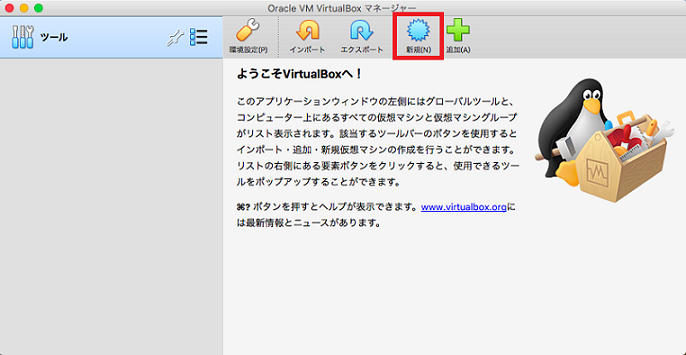 Oracle VM VirtualBox マネージャー
ツール
環境設定(P)
インポート
エクスポート
新規(N)
追加(A)
ようこそVirtualBoxへ！
このアプリケーションウィンドウの左側にはグローバルツールと、
コンピューター上にあるすべての仮想マシンと仮想マシングループ
がリスト表示されます。該当するツールバーのボタンを使用すると
インポート・追加・新規仮想マシンの作成を行うことができます。
リストの右側にある要素ボタンをクリックすると、使用できるツー
ルをポップアップすることができます。
⌘? ボタンを押すとヘルプが表示できます。www.virtualbox.orgに
は最新情報とニュースがあります。